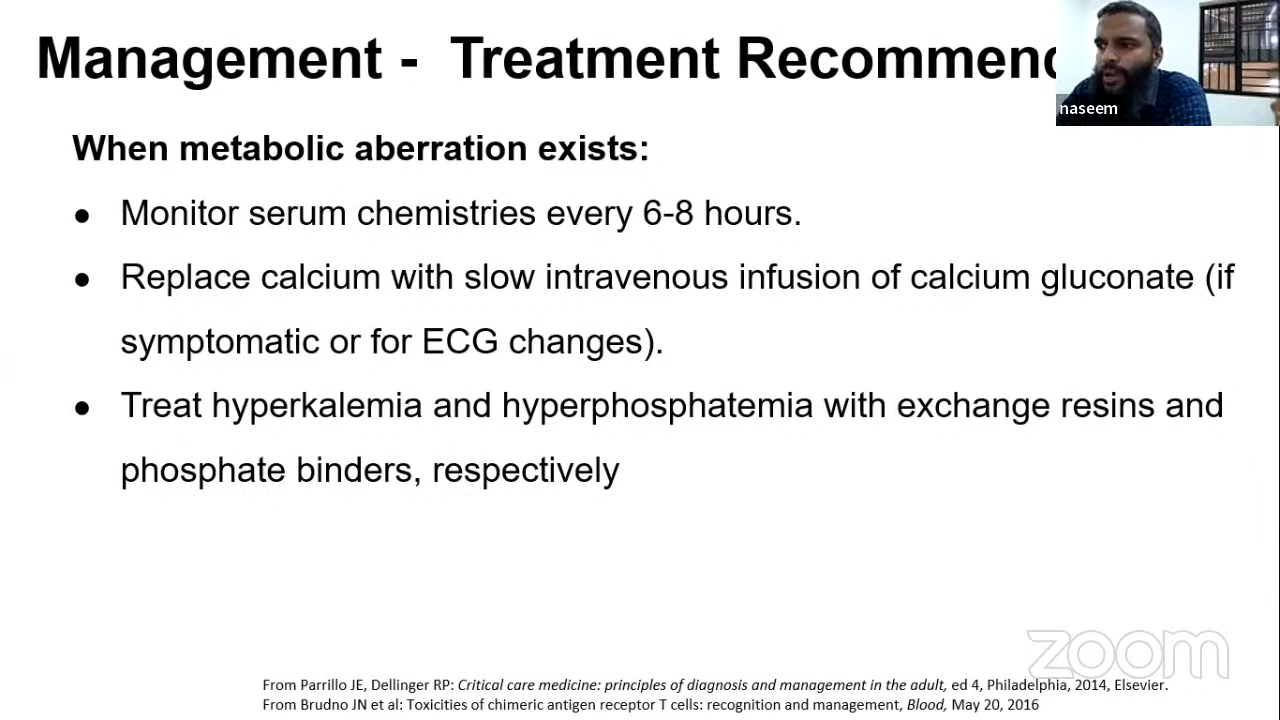 Management -  Treatment Recommend
naseem
When metabolic aberration exists:
● Monitor serum chemistries every 6-8 hours.
● Replace calcium with slow intravenous infusion of calcium gluconate (if
symptomatic or for ECG changes).
● Treat hyperkalemia and hyperphosphatemia with exchange resins and
phosphate binders, respectively
zoom
From Parrillo JE, Dellinger RP: Critical care medicine: principles of diagnosis and management in the adult, ed 4, Philadelphia, 2014, Elsevier.
From Brudno JN et al: Toxicities of chimeric antigen receptor T cells: recognition and management, Blood, May 20, 2016